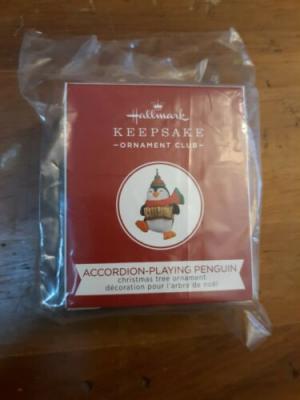 Hallmark
KEEPSAKE
ORNAMENT CLUB
ACCORDION-PLAYING PENGUIN
christmas tree ornament
décoration pour l'arbre de noël